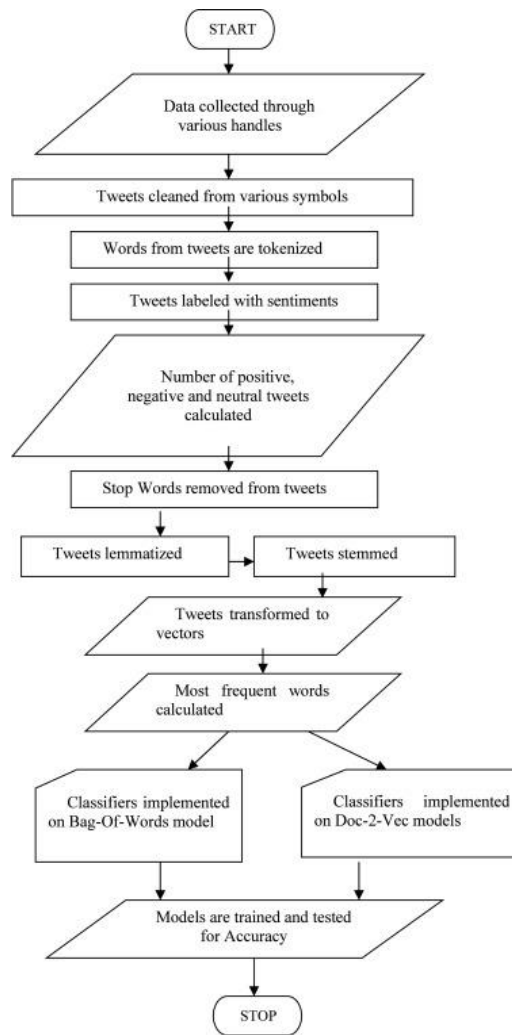 START
Data collected through
various handles
Tweets cleaned from various symbols
Words from tweets are tokenized
Tweets labeled with sentiments
Number of positive,
negative and neutral tweets
calculated
Stop Words removed from tweets
Tweets lemmatized
Tweets stemmed
Tweets transformed to
vectors
Most frequent words
calculated
Classifiers implemented
on Bag-Of-Words model
Classifiers implemented
on Doc-2-Vec models
Models are trained and tested
for Accuracy
STOP